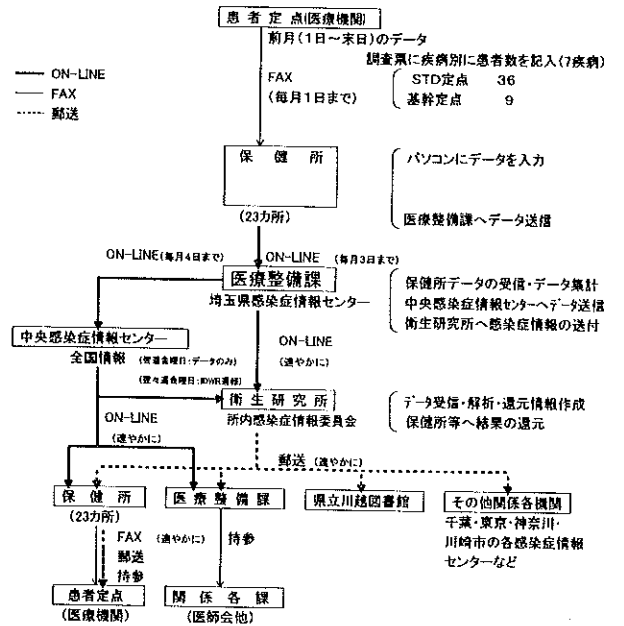 患者定点(医療機関)
前月(1日~末日)のデータ
調査票に疾病別に患者数を記入(7疾病)
ON-LINE
FAX
郵送
FAX
(毎月1日まで)
STD定点 36
基幹定点 9
保健所
(23カ所)
パソコンにデータを入力
医療整備課へデータ送信
ON-LINE(毎月4日まで)
ON-LINE (毎月3日まで)
医療整備課
埼玉県感染症情報センター
保健所データの受信・データ集計
中央感染症情報センターへデータ送信
衛生研究所へ感染症情報の送付
中央感染症情報センター
全国情報
ON-LINE
(速やかに)
衛生研究所
所内感染症情報委員会
データ受信・解析・還元情報作成
保健所等へ結果の還元
ON-LINE
(速やかに)
郵送 (速やかに)
保健所
(23カ所)
医療整備課
県立川越図書館
その他関係各機関
千葉・東京・神奈川・
川崎市の各感染症情報
センターなど
FAX (速やかに)
郵送
持参
持参
患者定点
(医療機関)
関係各課
(医師会他)